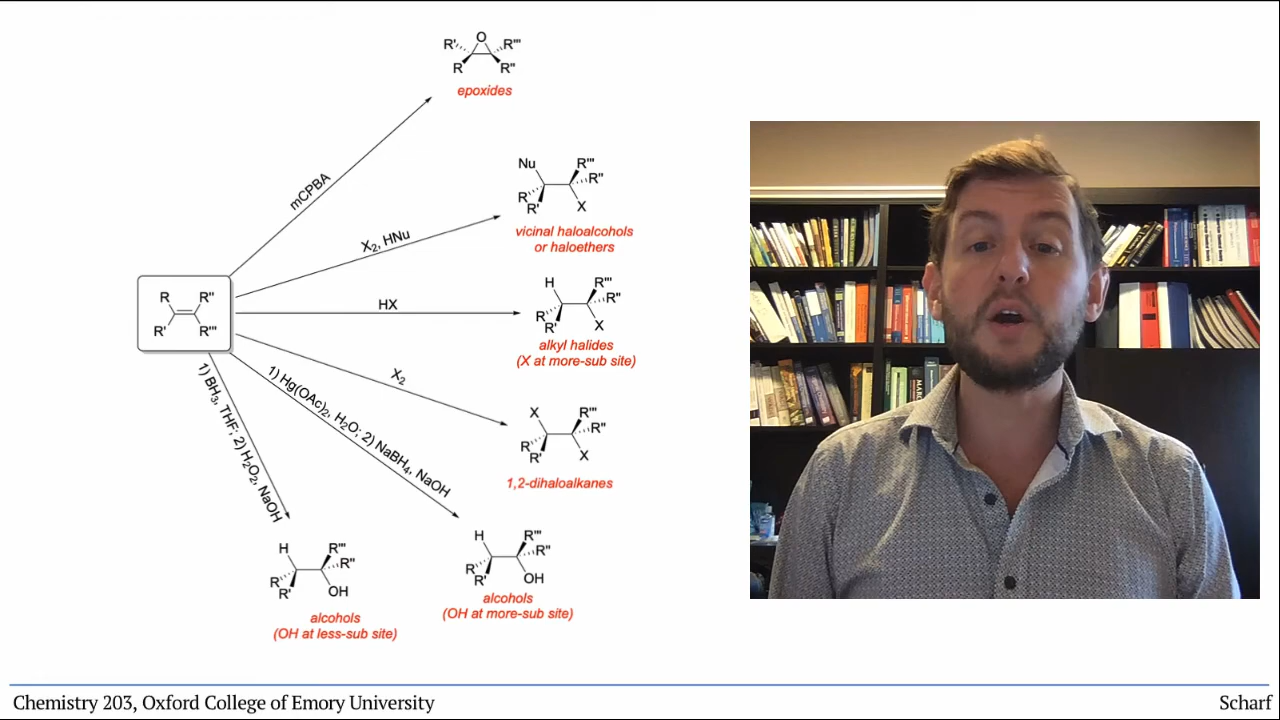 O
R' R'''
R R''
epoxides
mCPBA
Nu R'''
R''
R
R' X
vicinal haloalcohols
or haloethers
X₂, HNu
R R''
R' R'''
HX
H R'''
R''
R
R' X
alkyl halides
(X at more-sub site)
X₂
X R'''
R''
R
R' X
1,2-dihaloalkanes
1) Hg(OAc)₂, H₂O; 2) NaBH₄, NaOH
1) BH₃, THF; 2) H₂O₂, NaOH
H R'''
R''
R
R' OH
alcohols
(OH at more-sub site)
H R'''
R''
R
R' OH
alcohols
(OH at less-sub site)
Chemistry 203, Oxford College of Emory University
Scharf